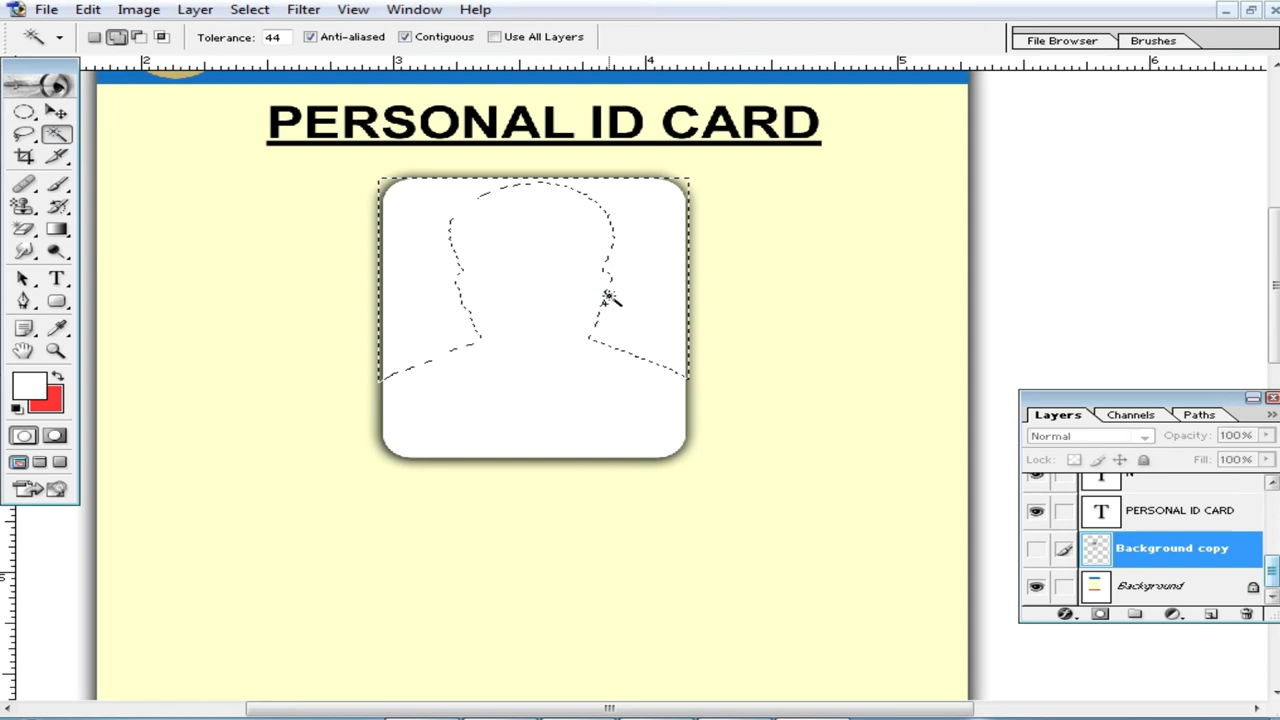 File Edit Image Layer Select Filter View Window Help
Tolerance: 44 Anti-aliased Contiguous Use All Layers
File Browser Brushes
2 3 4 5 6
PERSONAL ID CARD
T
Layers Channels Paths
Normal Opacity: 100%
Lock: Fill: 100%
T PERSONAL ID CARD
Background copy
Background